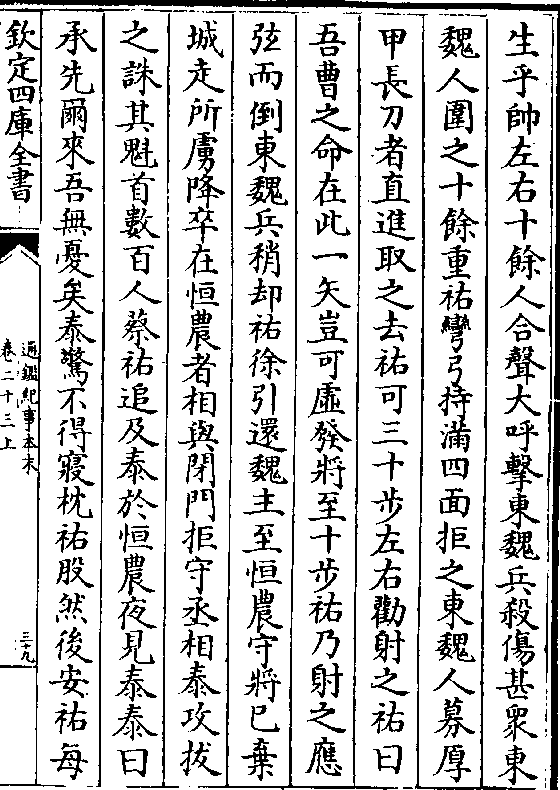 生乎帥左右十餘人合聲大呼擊東魏兵殺傷甚衆東
魏人圍之十餘重祐彎弓持滿四面拒之東魏人募厚
甲長刀者直進取之去祐可三十步左右勸射之祐曰
吾曹之命在此一矢豈可虛發將至十步祐乃射之應
弦而倒東魏兵稍却祐徐引還魏主至恒農守將已棄
城走所虜降卒在恒農者相與閉門拒守丞相泰攻拔
之誅其魁首數百人蔡祐追及泰於恒農夜見泰泰曰
承先爾來吾無憂矣泰驚不得寢枕祐股然後安祐每
欽定四庫全書
通鑑紀事本末
卷二十三上
三十九